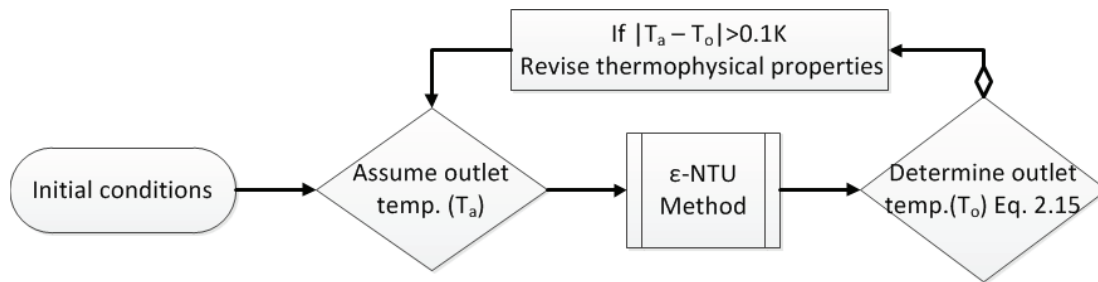 If |Tₐ – Tₒ|>0.1K
Revise thermophysical properties
Initial conditions
Assume outlet
temp. (Tₐ)
ε-NTU
Method
Determine outlet
temp.(Tₒ) Eq. 2.15